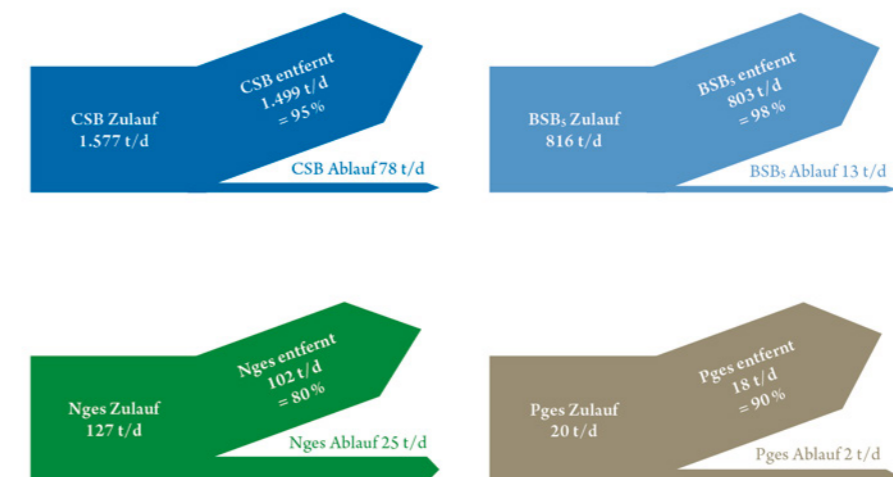 CSB Zulauf
1.577 t/d
CSB entfernt
1.499 t/d
= 95 %
CSB Ablauf 78 t/d
BSB₅ Zulauf
816 t/d
BSB₅ entfernt
803 t/d
= 98 %
BSB₅ Ablauf 13 t/d
Nges Zulauf
127 t/d
Nges entfernt
102 t/d
= 80 %
Nges Ablauf 25 t/d
Pges Zulauf
20 t/d
Pges entfernt
18 t/d
= 90 %
Pges Ablauf 2 t/d